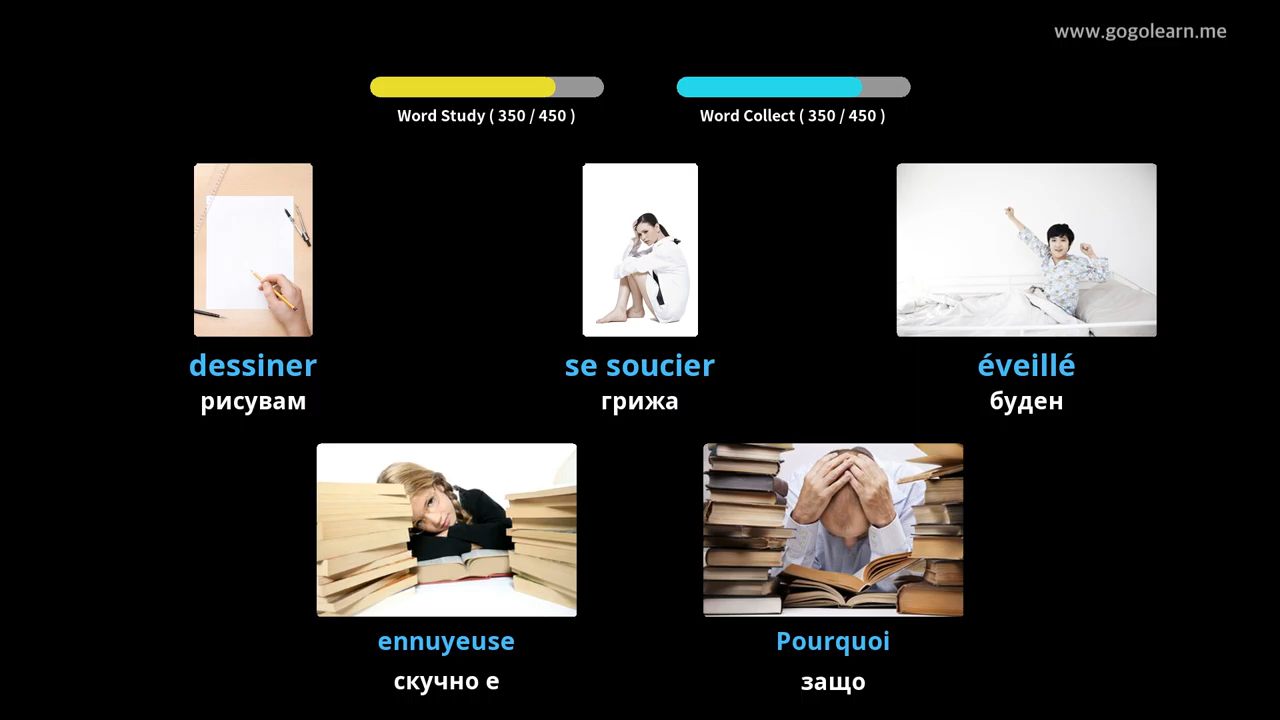 www.gogolearn.me
Word Study ( 350 / 450 )
Word Collect ( 350 / 450 )
dessiner
рисувам
se soucier
грижа
éveillé
буден
ennuyeuse
скучно е
Pourquoi
защо